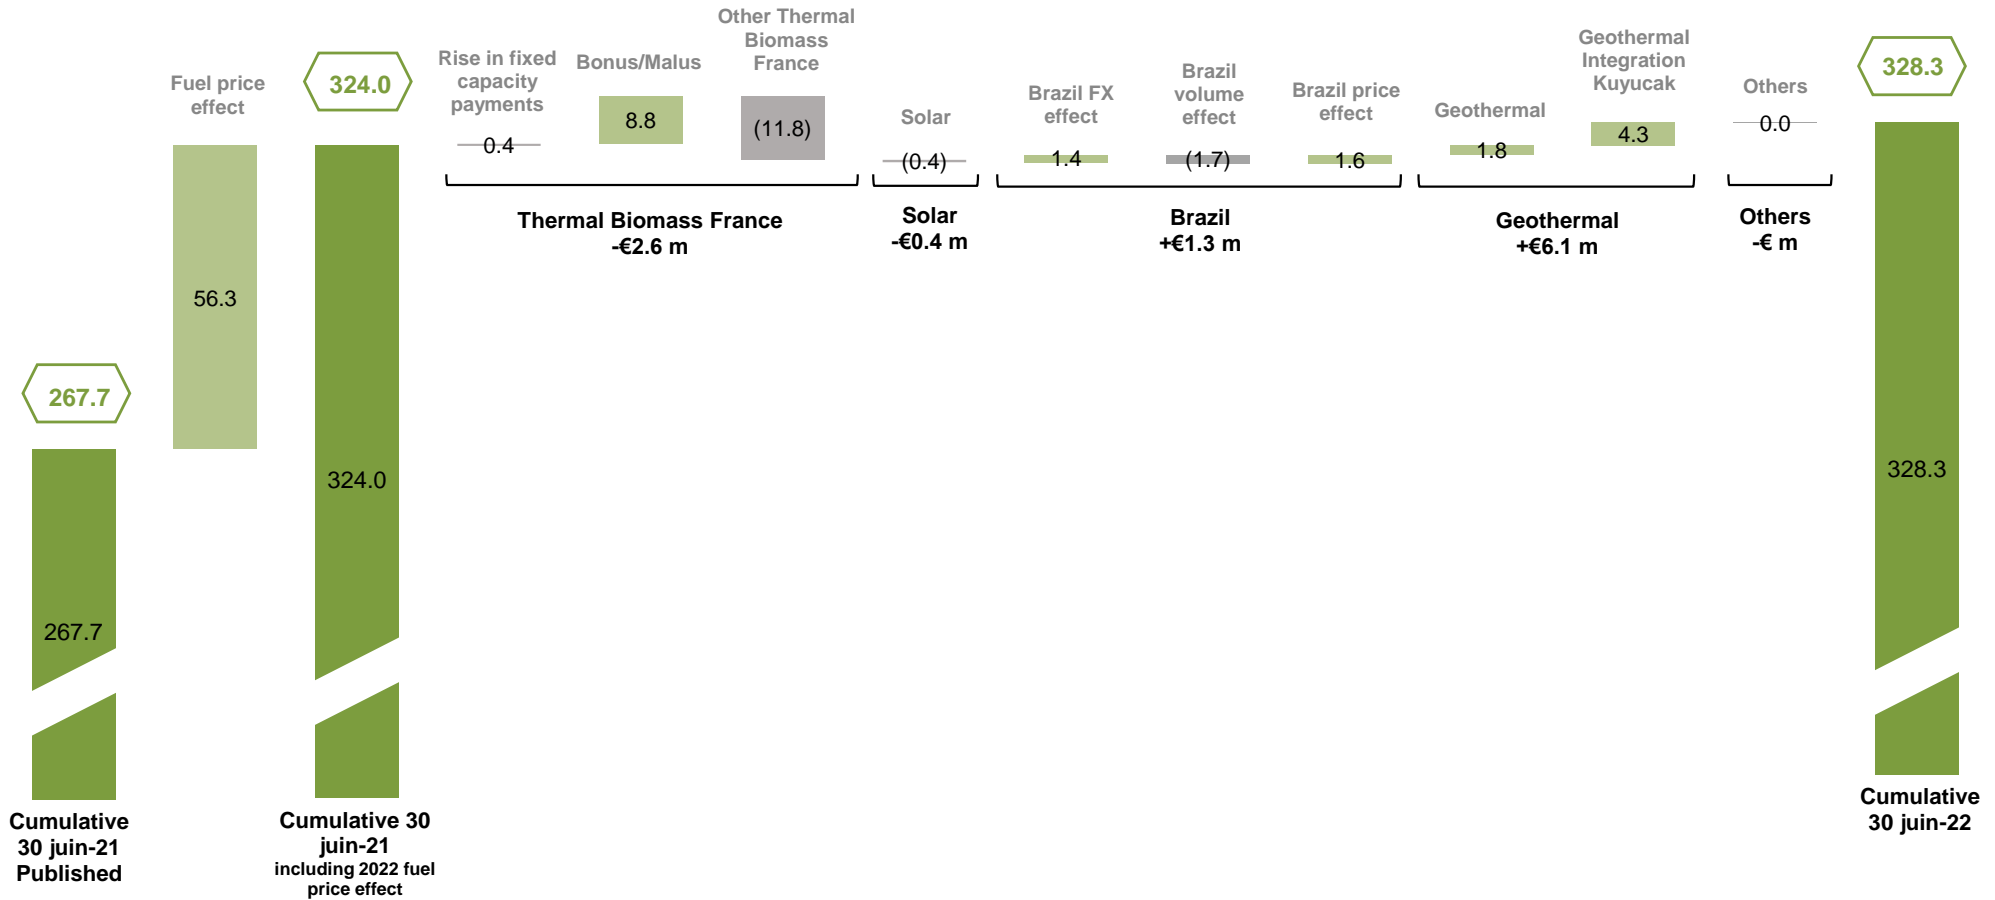 267.7
267.7
Cumulative
30 juin-21
Published
Fuel price
effect
56.3
324.0
324.0
Cumulative 30
juin-21
including 2022 fuel
price effect
Rise in fixed
capacity
payments
0.4
Bonus/Malus
8.8
Other Thermal
Biomass
France
(11.8)
Thermal Biomass France
-€2.6 m
Solar
(0.4)
Solar
-€0.4 m
Brazil FX
effect
1.4
Brazil
volume
effect
(1.7)
Brazil price
effect
1.6
Brazil
+€1.3 m
Geothermal
1.8
Geothermal
Integration
Kuyucak
4.3
Geothermal
+€6.1 m
Others
0.0
Others
-€ m
328.3
328.3
Cumulative
30 juin-22